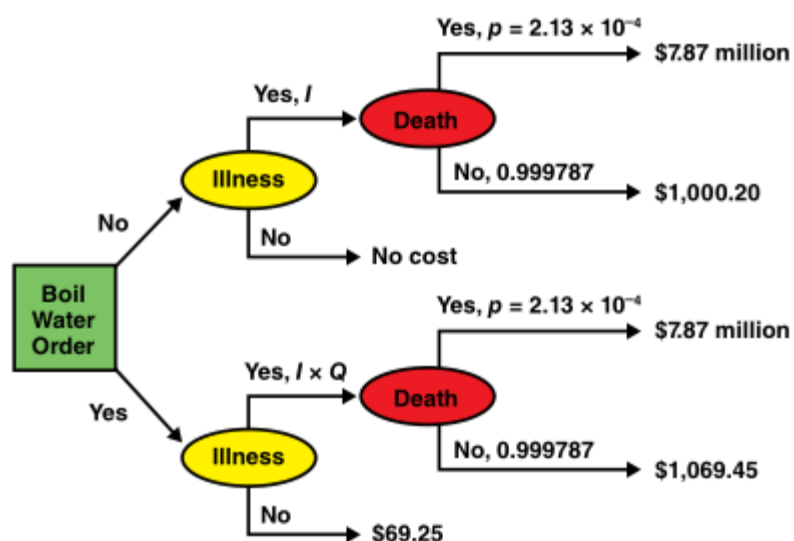 Yes, p = 2.13 × 10⁻⁴
$7.87 million
Yes, I
Death
Illness
No, 0.999787
$1,000.20
No
No
No cost
Boil
Water
Order
Yes, p = 2.13 × 10⁻⁴
$7.87 million
Yes, I × Q
Death
Yes
No, 0.999787
Illness
$1,069.45
No
$69.25